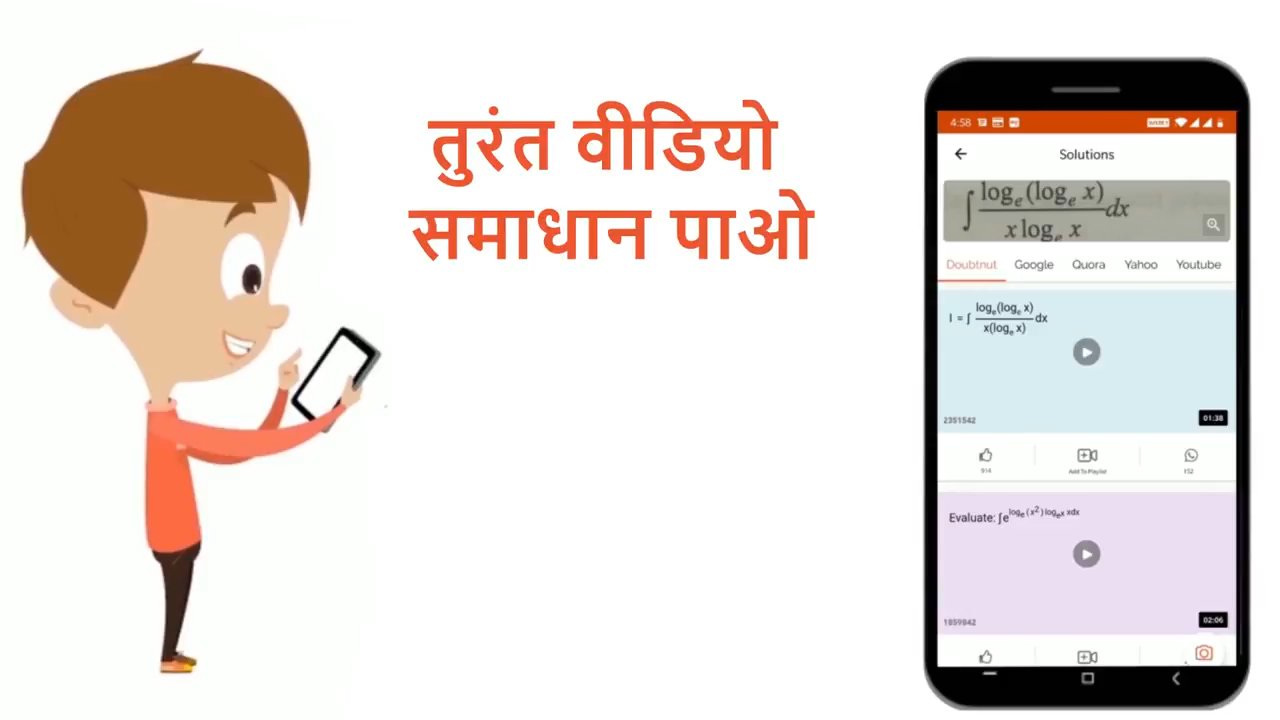 तुरंत वीडियो
समाधान पाओ
4:58
Solutions
∫ logₑ(logₑ x) / x logₑ x dx
Doubtnut Google Quora Yahoo Youtube
I = ∫ logₑ(logₑ x) / x(logₑ x) dx
2351542 01:38
914 Add To Playlist 152
Evaluate: ∫e^logₑ(x²) logₑx xdx
1859842 02:06